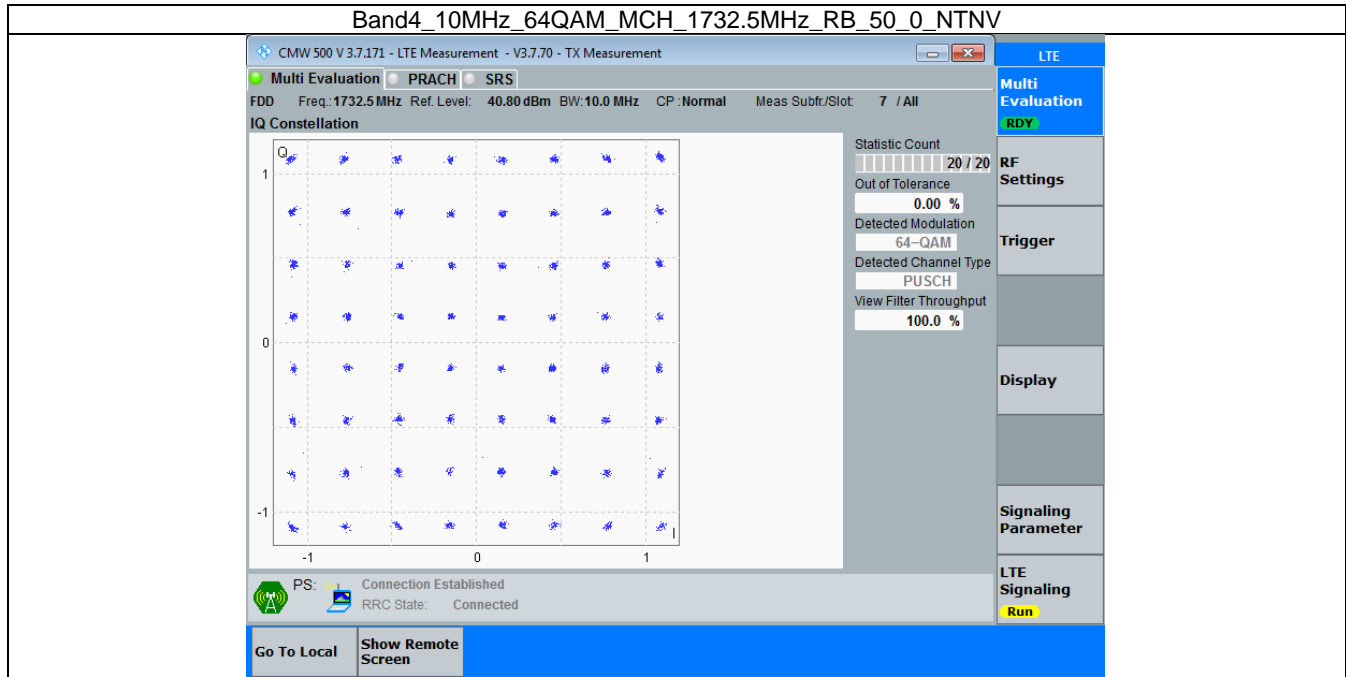 Band4_10MHz_64QAM_MCH_1732.5MHz_RB_50_0_NTNV
CMW 500 V 3.7.171 - LTE Measurement - V3.7.70 - TX Measurement
LTE
Multi Evaluation PRACH SRS
Multi
Evaluation
RDY
FDD Freq.:1732.5 MHz Ref. Level: 40.80 dBm BW:10.0 MHz CP :Normal Meas Subfr./Slot: 7 / All
IQ Constellation
Q
1
0
-1
-1 0 1
I
Statistic Count
20 / 20
Out of Tolerance
0.00 %
Detected Modulation
64-QAM
Detected Channel Type
PUSCH
View Filter Throughput
100.0 %
RF
Settings
Trigger
Display
Signaling
Parameter
LTE
Signaling
Run
PS: Connection Established
RRC State: Connected
Go To Local
Show Remote
Screen